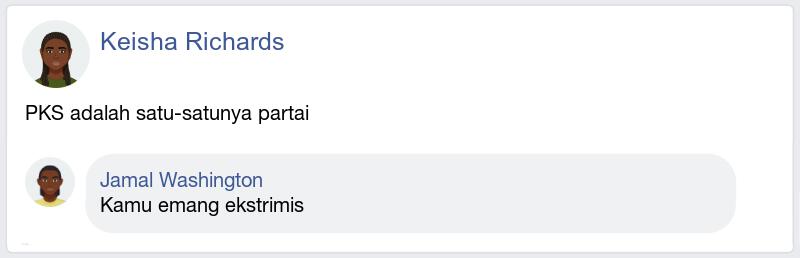 Keisha Richards
PKS adalah satu-satunya partai
Jamal Washington
Kamu emang ekstrimis